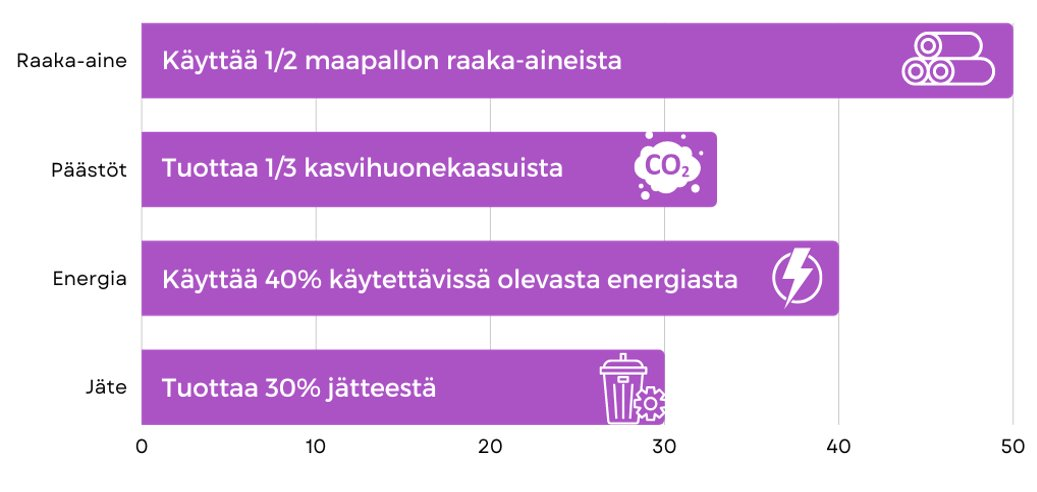 Raaka-aine
Käyttää 1/2 maapallon raaka-aineista
Päästöt
Tuottaa 1/3 kasvihuonekaasuista
CO₂
Energia
Käyttää 40% käytettävissä olevasta energiasta
Jäte
Tuottaa 30% jätteestä
0 10 20 30 40 50